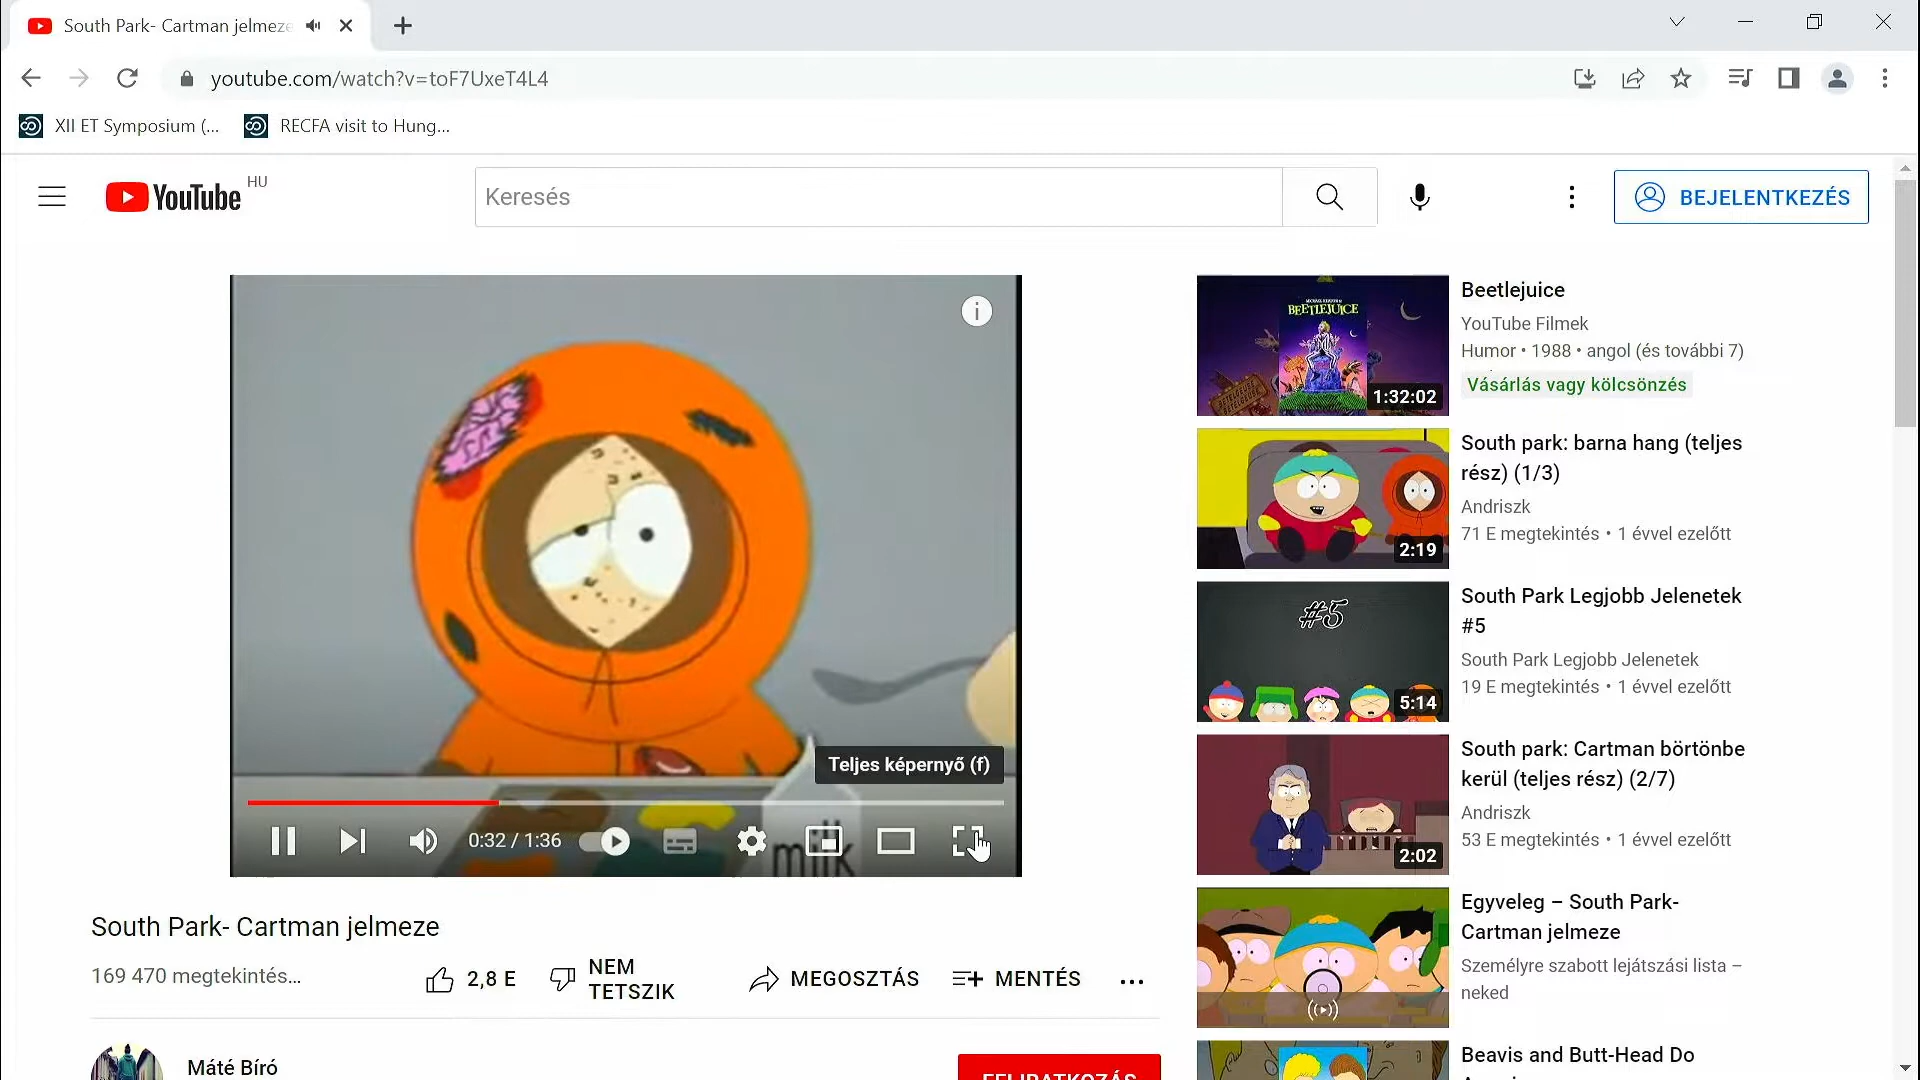 South Park- Cartman jelmeze
youtube.com/watch?v=toF7UxeT4L4
XII ET Symposium (...
RECFA visit to Hung...
YouTube HU
Keresés
BEJELENTKEZÉS
BEETLEJUICE
1:32:02
Beetlejuice
YouTube Filmek
Humor • 1988 • angol (és további 7)
Vásárlás vagy kölcsönzés
2:19
South park: barna hang (teljes
rész) (1/3)
Andriszk
71 E megtekintés • 1 évvel ezelőtt
#5
5:14
South Park Legjobb Jelenetek
#5
South Park Legjobb Jelenetek
19 E megtekintés • 1 évvel ezelőtt
Teljes képernyő (f)
0:32 / 1:36
milk
2:02
South park: Cartman börtönbe
kerül (teljes rész) (2/7)
Andriszk
53 E megtekintés • 1 évvel ezelőtt
South Park- Cartman jelmeze
169 470 megtekintés...
2,8 E
NEM
TETSZIK
MEGOSZTÁS
MENTÉS
...
Egyveleg – South Park-
Cartman jelmeze
Személyre szabott lejátszási lista –
neked
Máté Bíró
FELIRATKOZÁS
Beavis and Butt-Head Do